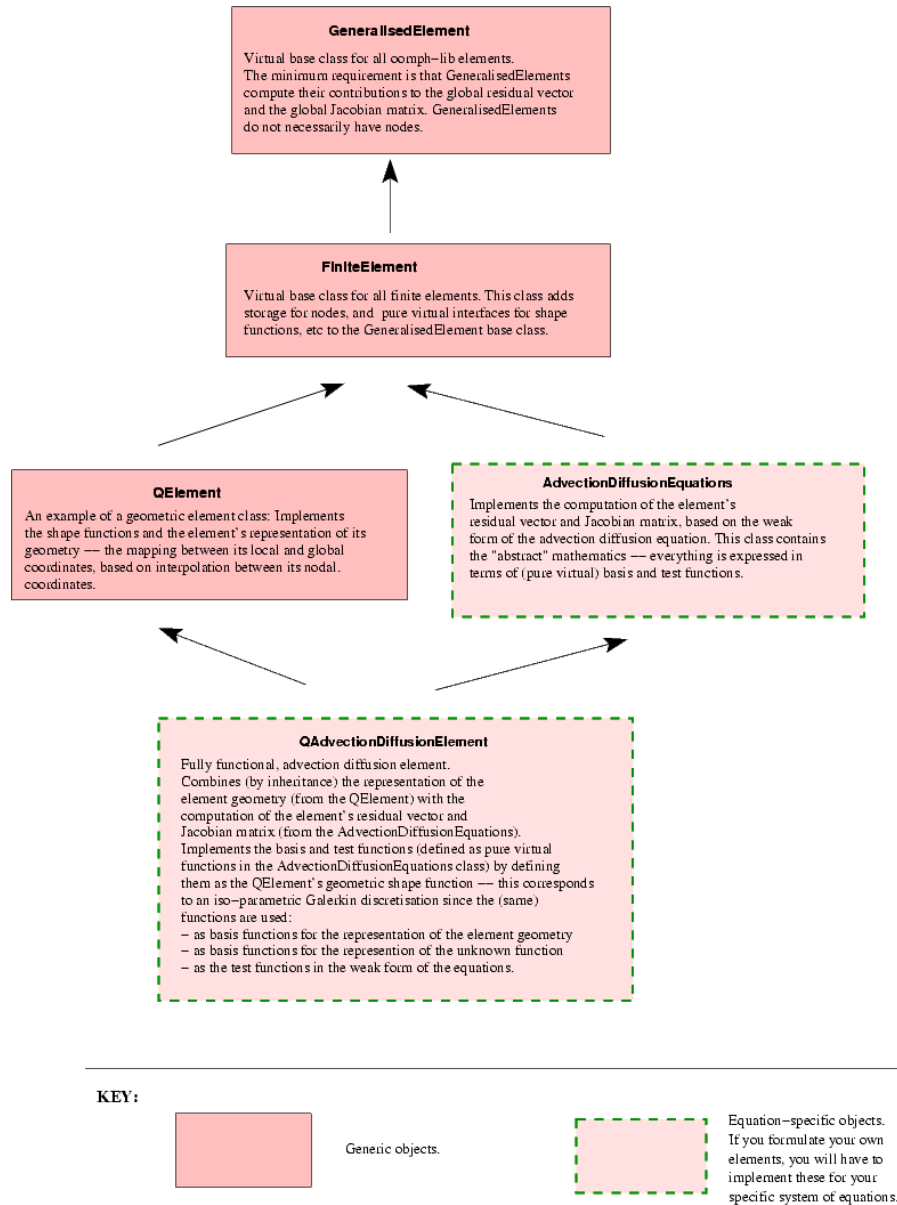 GeneralisedElement
Virtual base class for all oomph−lib elements.
The minimum requirement is that GeneralisedElements
compute their contributions to the global residual vector
and the global Jacobian matrix. GeneralisedElements
do not necessarily have nodes.
FiniteElement
Virtual base class for all finite elements. This class adds
storage for nodes, and pure virtual interfaces for shape
functions, etc to the GeneralisedElement base class.
QElement
An example of a geometric element class: Implements
the shape functions and the element's representation of its
geometry −− the mapping between its local and global
coordinates, based on interpolation between its nodal.
coordinates.
AdvectionDiffusionEquations
Implements the computation of the element's
residual vector and Jacobian matrix, based on the weak
form of the advection diffusion equation. This class contains
the "abstract" mathematics −− everything is expressed in
terms of (pure virtual) basis and test functions.
QAdvectionDiffusionElement
Fully functional, advection diffusion element.
Combines (by inheritance) the representation of the
element geometry (from the QElement) with the
computation of the element's residual vector and
Jacobian matrix (from the AdvectionDiffusionEquations).
Implements the basis and test functions (defined as pure virtual
functions in the AdvectionDiffusionEquations class) by defining
them as the QElement's geometric shape function −− this corresponds
to an iso−parametric Galerkin discretisation since the (same)
functions are used:
− as basis functions for the representation of the element geometry
− as basis functions for the represention of the unknown function
− as the test functions in the weak form of the equations.
KEY:
Generic objects.
Equation−specific objects.
If you formulate your own
elements, you will have to
implement these for your
specific system of equations.